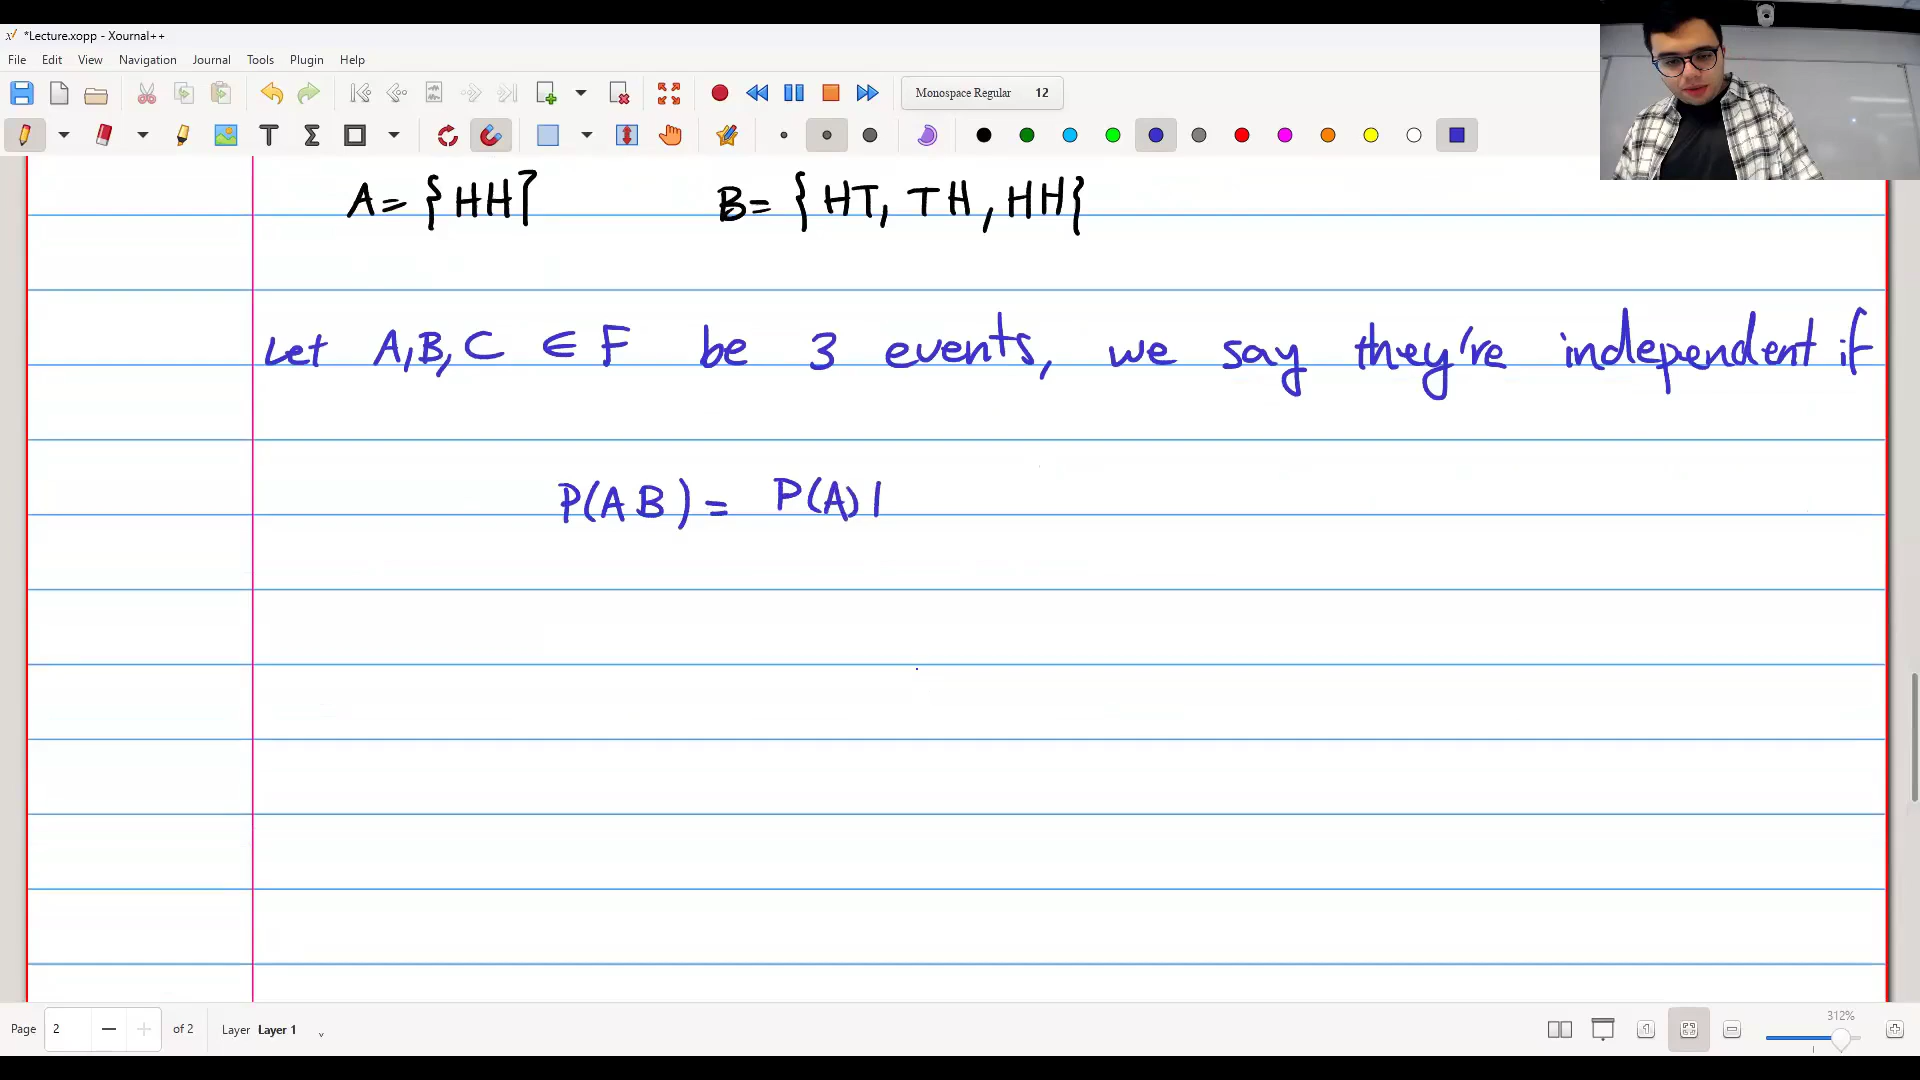 *Lecture.xopp - Xournal++
File Edit View Navigation Journal Tools Plugin Help
Monospace Regular 12
A= {HH} B= {HT, TH, HH}
Let A,B,C ∈ F be 3 events, we say they're independent if
P(AB) = P(A) |
Page 2 of 2 Layer Layer 1 312%